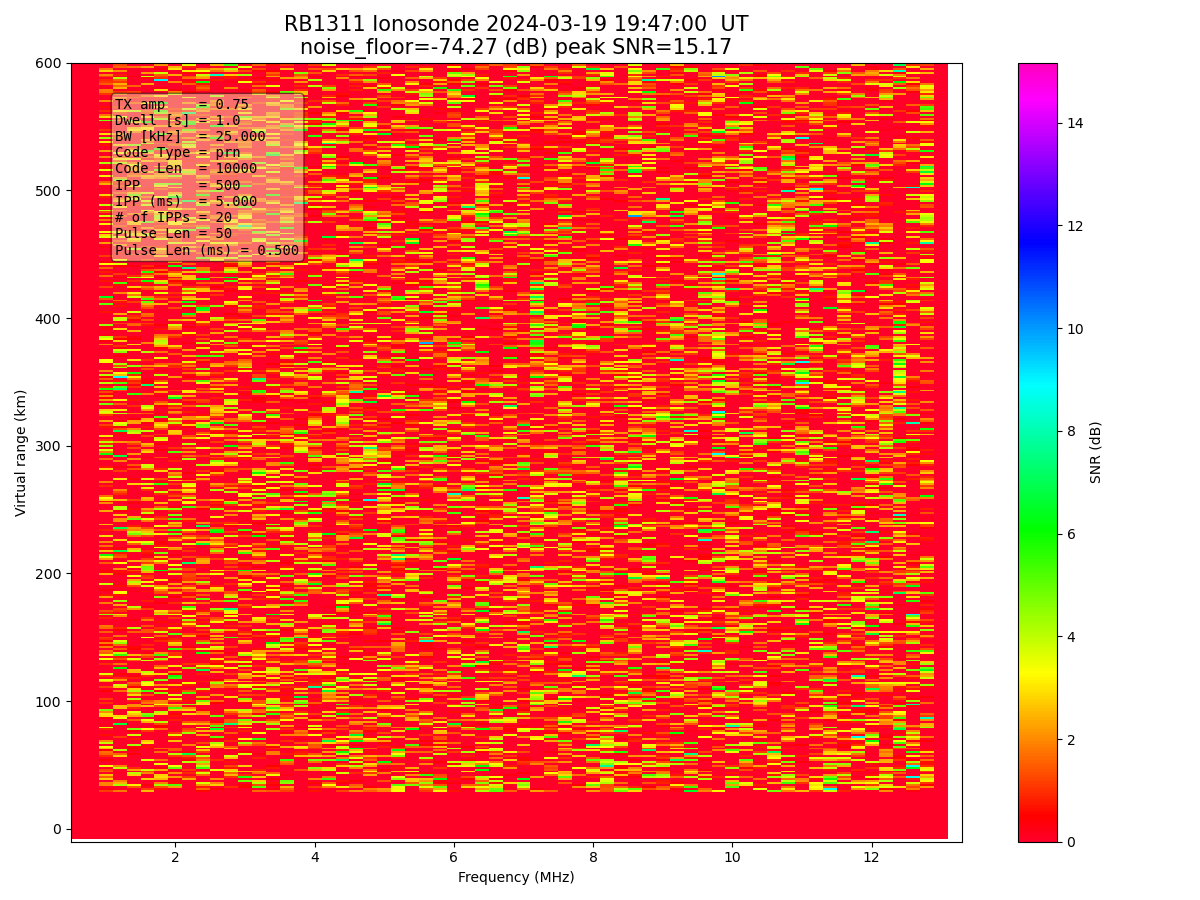 RB1311 Ionosonde 2024-03-19 19:47:00  UT
noise_floor=-74.27 (dB) peak SNR=15.17
TX amp    = 0.75
Dwell [s] = 1.0
BW [kHz]  = 25.000
Code Type = prn
Code Len  = 10000
IPP       = 500
IPP (ms)  = 5.000
# of IPPs = 20
Pulse Len = 50
Pulse Len (ms) = 0.500
600
500
400
300
200
100
0
Virtual range (km)
2 4 6 8 10 12
Frequency (MHz)
14
12
10
8
6
4
2
0
SNR (dB)